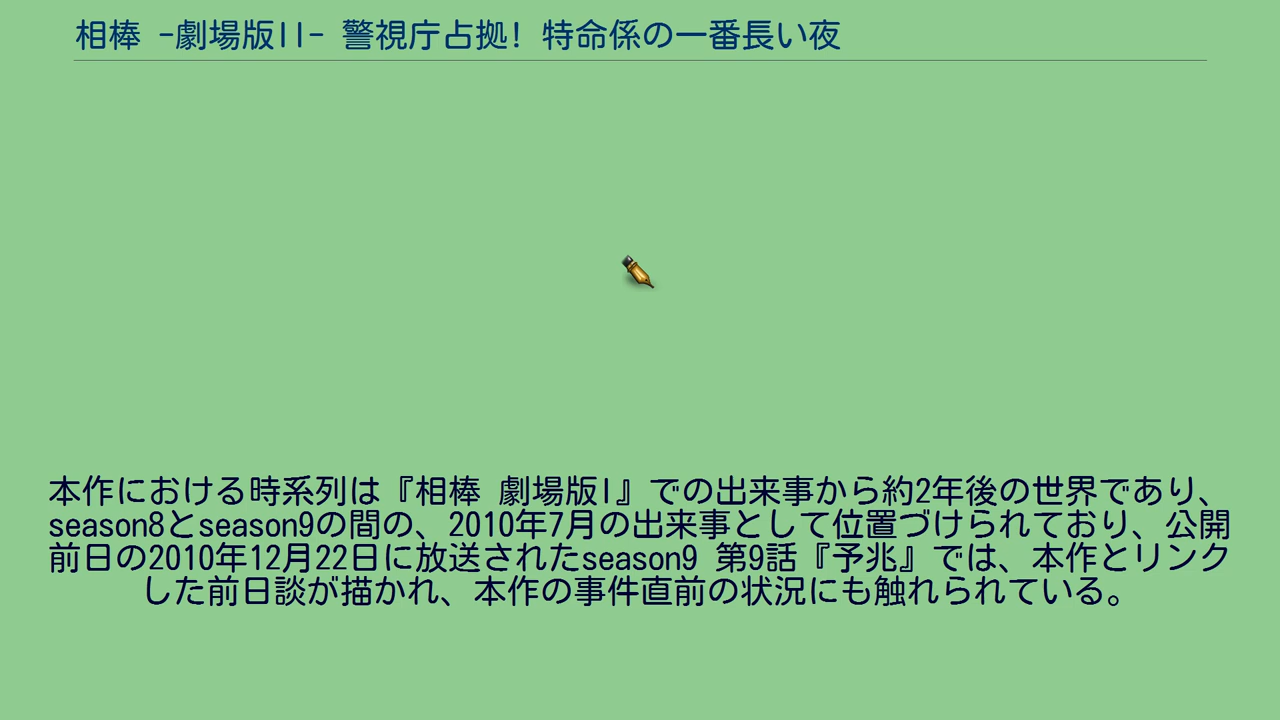 相棒 -劇場版II- 警視庁占拠! 特命係の一番長い夜
本作における時系列は『相棒 劇場版I』での出来事から約2年後の世界であり、
season8とseason9の間の、2010年7月の出来事として位置づけられており、公開
前日の2010年12月22日に放送されたseason9 第9話『予兆』では、本作とリンク
した前日談が描かれ、本作の事件直前の状況にも触れられている。